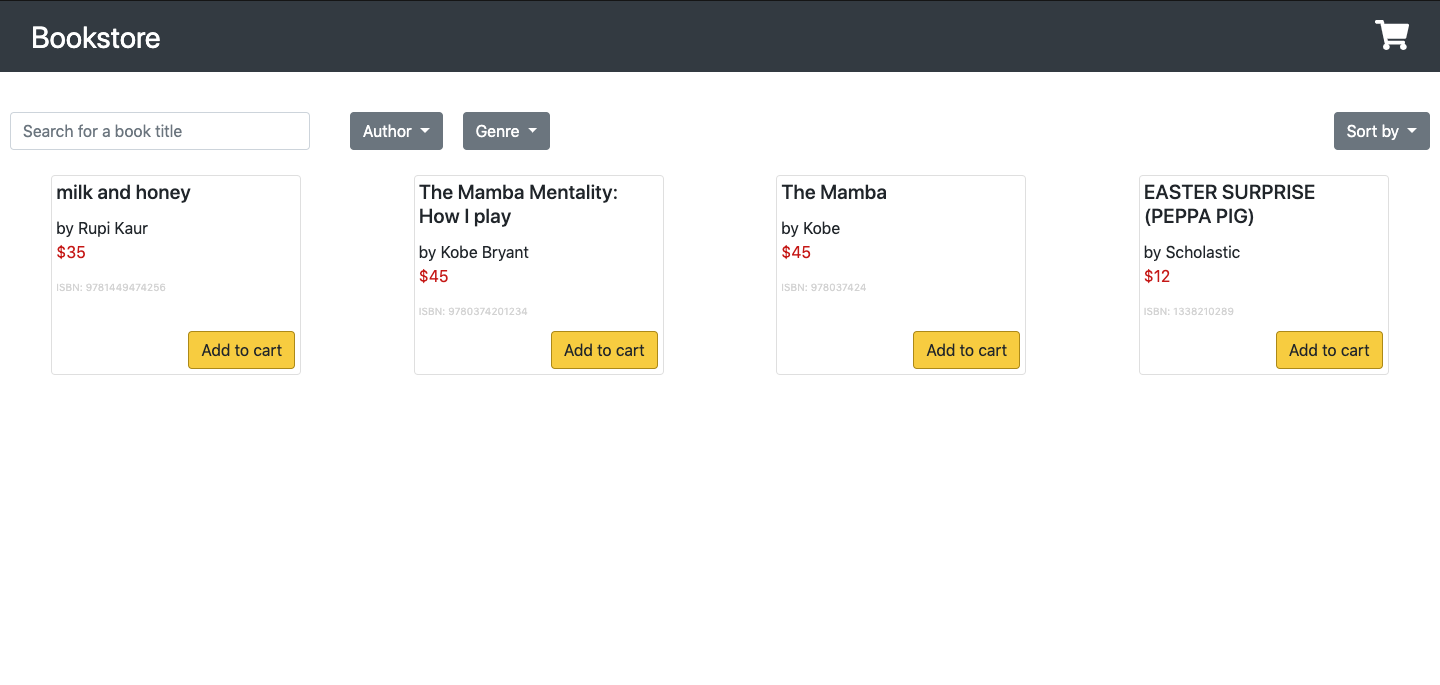 Bookstore
Search for a book title
Author
Genre
Sort by
milk and honey
by Rupi Kaur
$35
ISBN: 9781449474256
Add to cart
The Mamba Mentality:
How I play
by Kobe Bryant
$45
ISBN: 9780374201234
Add to cart
The Mamba
by Kobe
$45
ISBN: 978037424
Add to cart
EASTER SURPRISE
(PEPPA PIG)
by Scholastic
$12
ISBN: 1338210289
Add to cart